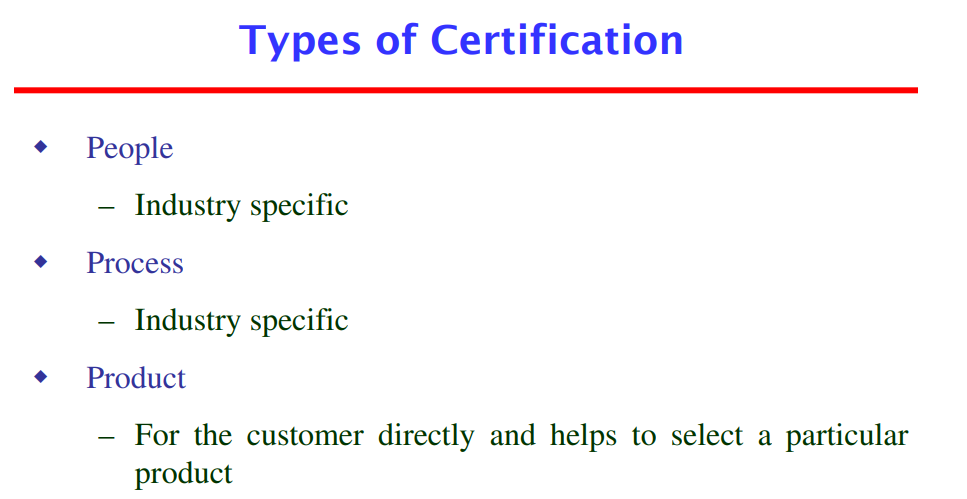 Types of Certification
◆ People
– Industry specific
◆ Process
– Industry specific
◆ Product
– For the customer directly and helps to select a particular
product